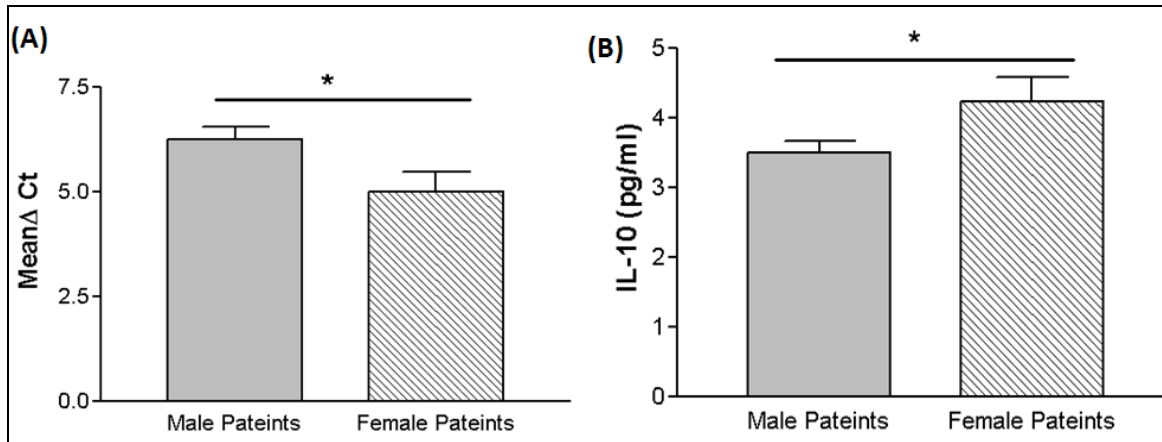 (A)
*
7.5
5.0
2.5
0.0
Mean∆ Ct
Male Pateints
Female Pateints
(B)
*
5
4
3
2
1
0
IL-10 (pg/ml)
Male Pateints
Female Pateints